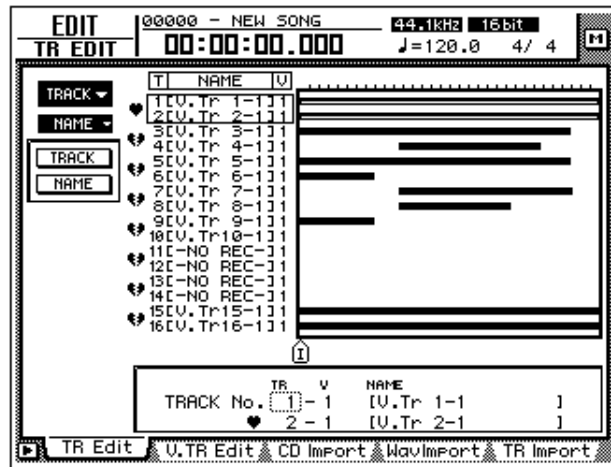 EDIT
TR EDIT
00000 - NEW SONG
00:00:00.000
44.1kHz 16bit
♩=120.0 4/ 4
M
TRACK
NAME
TRACK
NAME
T NAME V
1[V.Tr 1-1]1
2[V.Tr 2-1]1
3[V.Tr 3-1]1
4[V.Tr 4-1]1
5[V.Tr 5-1]1
6[V.Tr 6-1]1
7[V.Tr 7-1]1
8[V.Tr 8-1]1
9[V.Tr 9-1]1
10[V.Tr10-1]1
11[-NO REC-]1
12[-NO REC-]1
13[-NO REC-]1
14[-NO REC-]1
15[V.Tr15-1]1
16[V.Tr16-1]1
I
TR V NAME
TRACK No. 1 - 1 [V.Tr 1-1 ]
♥ 2 - 1 [V.Tr 2-1 ]
TR Edit V.TR Edit CD Import WavImport TR Import